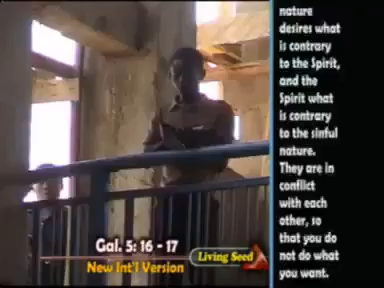 nature
desires what
is contrary
to the Spirit,
and the
Spirit what
is contrary
to the sinful
nature.
They are in
conflict
with each
other, so
that you do
not do what
you want.
Gal. 5: 16 - 17
New Int'l Version
Living Seed